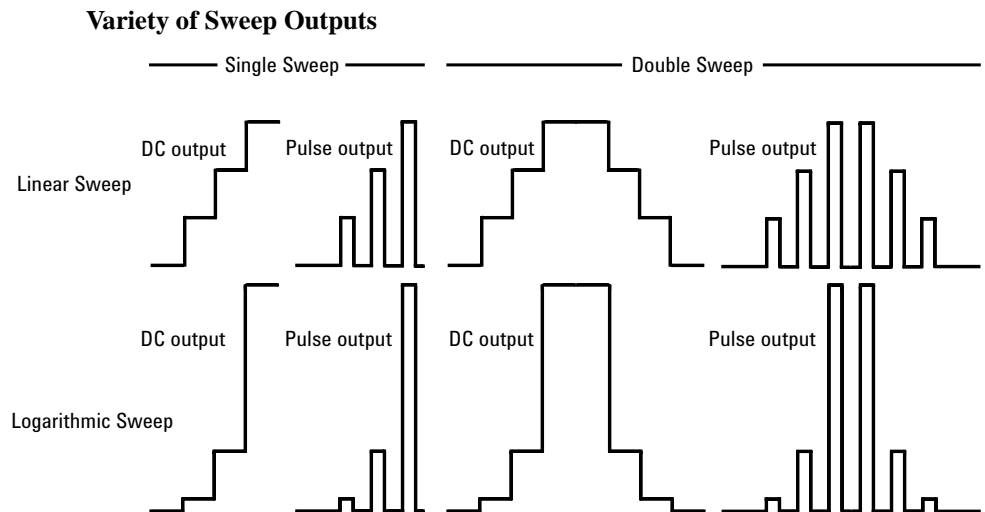 Variety of Sweep Outputs
Single Sweep
Double Sweep
DC output
Pulse output
DC output
Pulse output
Linear Sweep
DC output
Pulse output
DC output
Pulse output
Logarithmic Sweep